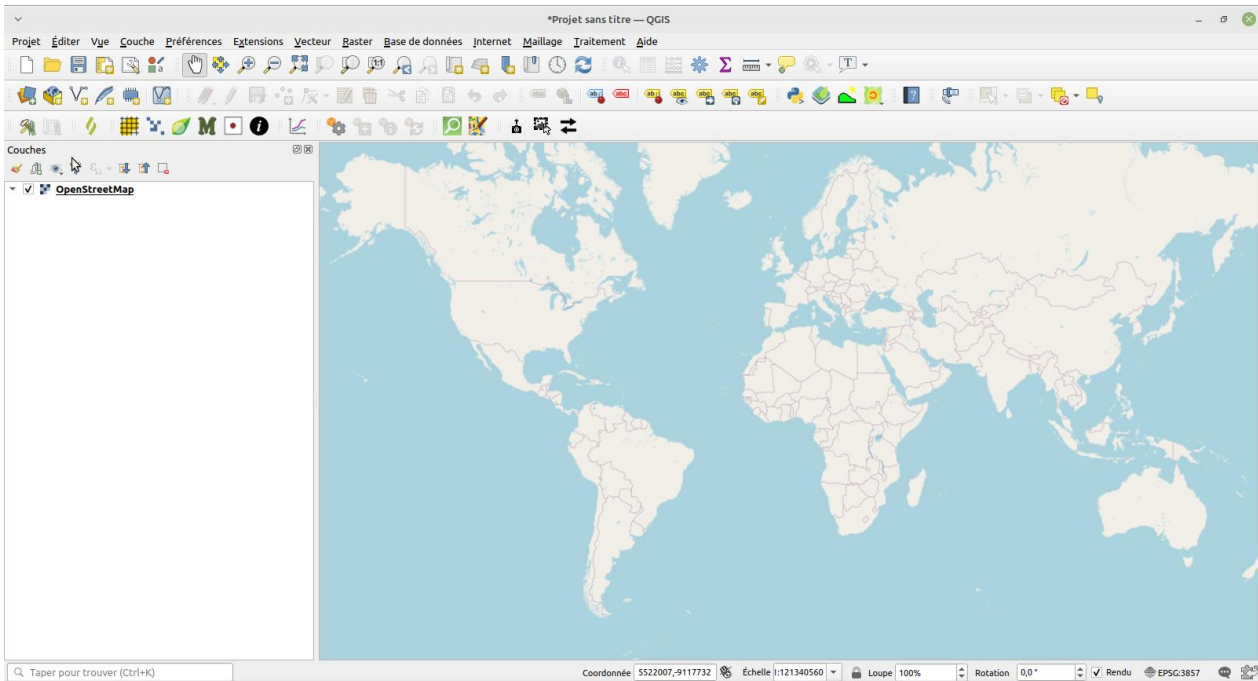 *Projet sans titre — QGIS
Projet Éditer Vue Couche Préférences Extensions Vecteur Raster Base de données Internet Maillage Traitement Aide
Couches
OpenStreetMap
Taper pour trouver (Ctrl+K)
Coordonnée 5522007,-9117732 Échelle 1:121340560 Loupe 100% Rotation 0,0 ° Rendu EPSG:3857